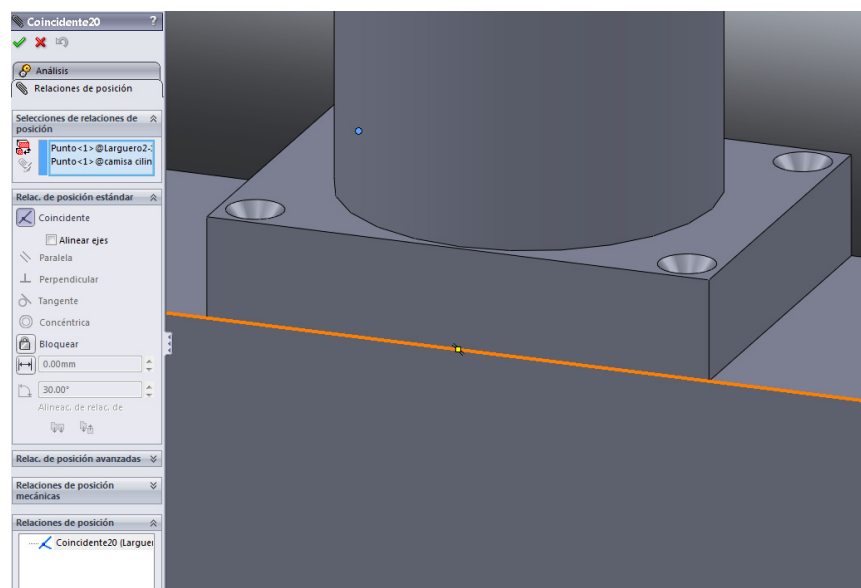 Coincidente20 ?
Análisis
Relaciones de posición
Selecciones de relaciones de
posición
Punto<1>@Larguero2-
Punto<1>@camisa cilin
Relac. de posición estándar
Coincidente
Alinear ejes
Paralela
Perpendicular
Tangente
Concéntrica
Bloquear
0.00mm
30.00°
Alineac. de relac. de
Relac. de posición avanzadas
Relaciones de posición
mecánicas
Relaciones de posición
Coincidente20 (Larguer